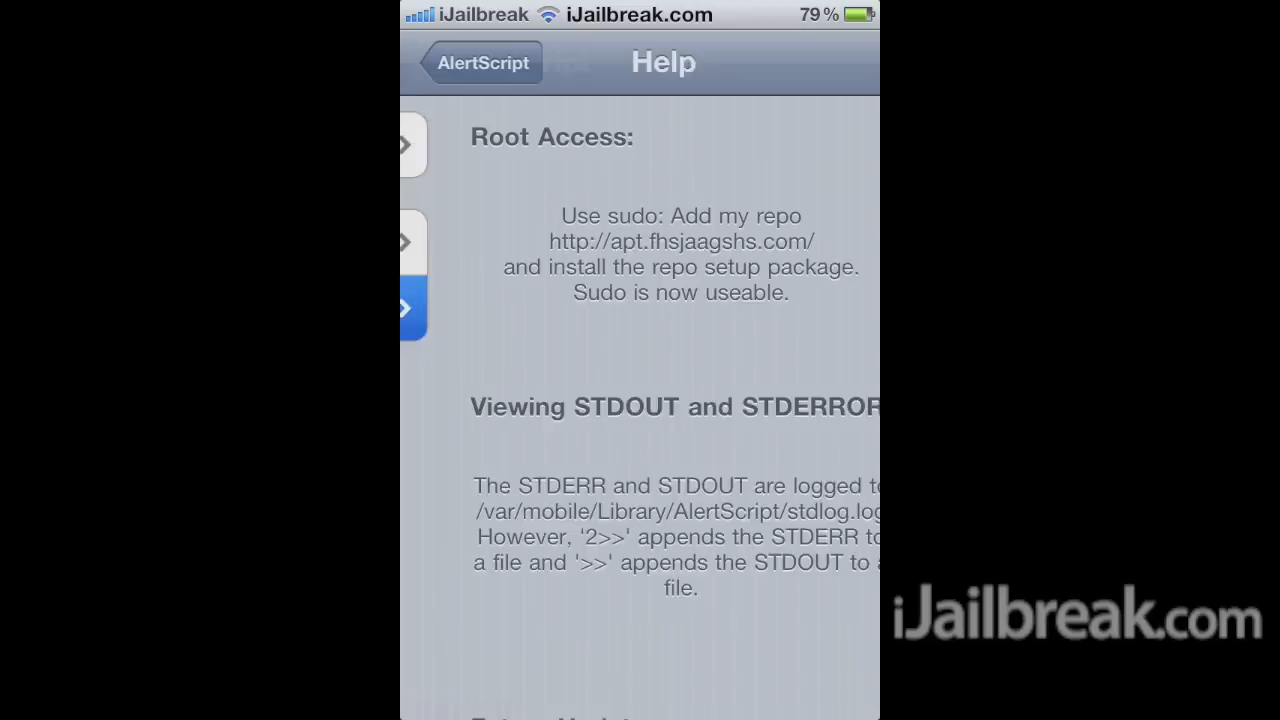 iJailbreak iJailbreak.com 79 %
AlertScript Help
Root Access:
Use sudo: Add my repo
http://apt.fhsjaagshs.com/
and install the repo setup package.
Sudo is now useable.
Viewing STDOUT and STDERROR
The STDERR and STDOUT are logged to
/var/mobile/Library/AlertScript/stdlog.log
However, '2>>' appends the STDERR to
a file and '>>' appends the STDOUT to a
file.
iJailbreak.com